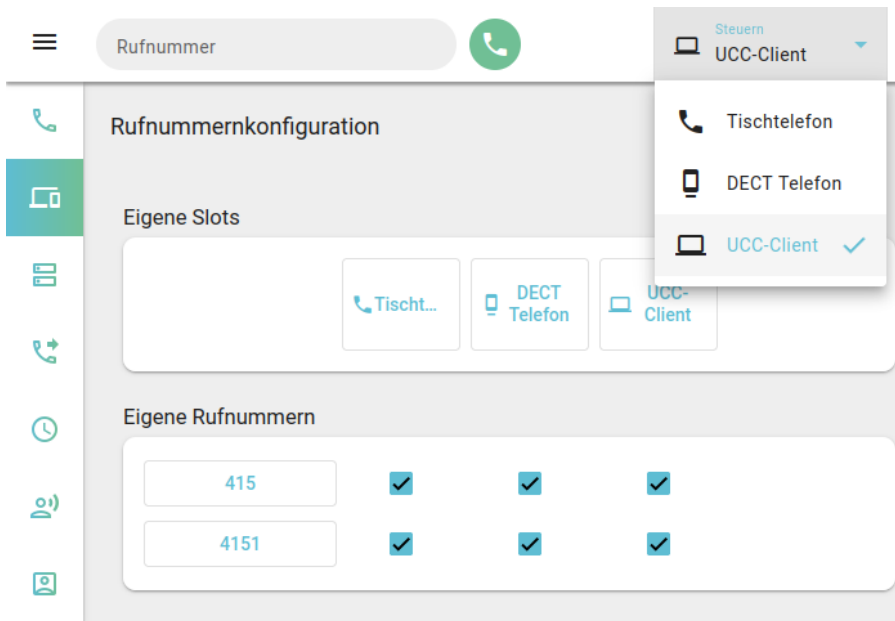 Rufnummer
Steuern
UCC-Client
Tischtelefon
DECT Telefon
UCC-Client
Rufnummernkonfiguration
Eigene Slots
Tischt...
DECT
Telefon
UCC-
Client
Eigene Rufnummern
415
4151